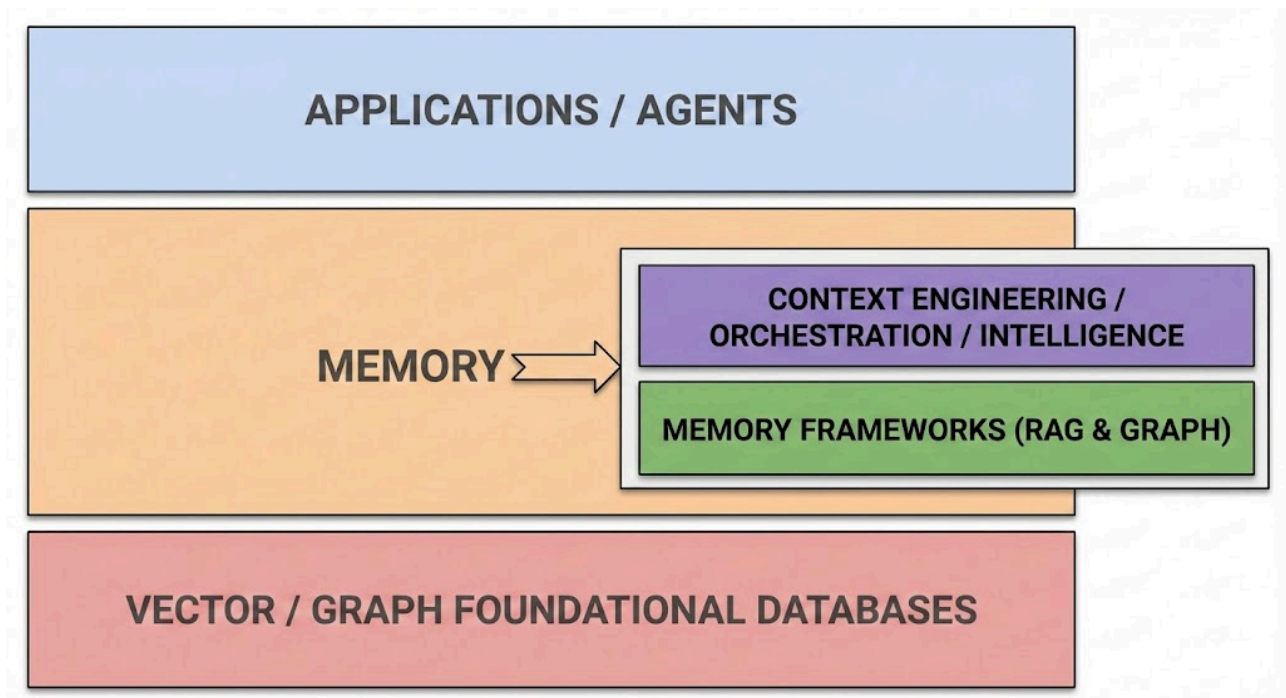 APPLICATIONS / AGENTS
MEMORY
CONTEXT ENGINEERING /
ORCHESTRATION / INTELLIGENCE
MEMORY FRAMEWORKS (RAG & GRAPH)
VECTOR / GRAPH FOUNDATIONAL DATABASES